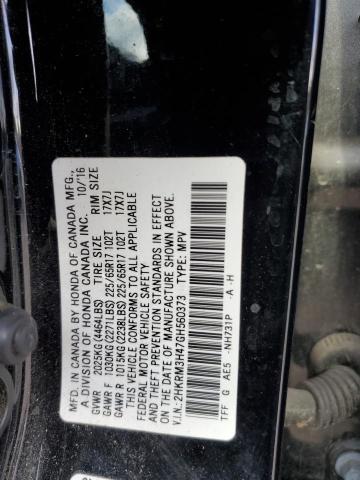 MFD. IN CANADA BY HONDA OF CANADA MFG.,
A DIVISION OF HONDA CANADA INC. 10/16
GVWR 2025KG(4464LBS) TIRE SIZE RIM SIZE
GAWR F 1030KG(2271LBS) 225/65R17 102T 17X7J
GAWR R 1015KG(2238LBS) 225/65R17 102T 17X7J
THIS VEHICLE CONFORMS TO ALL APPLICABLE
FEDERAL MOTOR VEHICLE SAFETY
AND THEFT PREVENTION STANDARDS IN EFFECT
ON THE DATE OF MANUFACTURE SHOWN ABOVE.
V.I.N.: 2HKRM3H47GH560373 TYPE: MPV
TFF G AE5 -NH731P -A -H